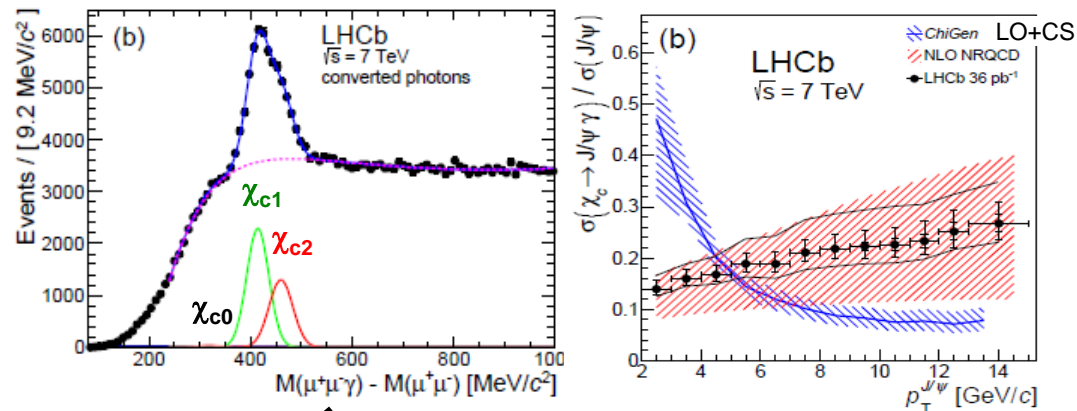 Events / [ 9.2 MeV/c² ]
6000
5000
4000
3000
2000
1000
0
(b)
LHCb
√s = 7 TeV
converted photons
χc1
χc2
χc0
200 400 600 800 1000
M(μ⁺μ⁻γ) - M(μ⁺μ⁻) [MeV/c²]
σ(χc → J/ψ γ) / σ(J/ψ)
0.6
0.5
0.4
0.3
0.2
0.1
0
(b)
LHCb
√s = 7 TeV
ChiGen LO+CS
NLO NRQCD
LHCb 36 pb⁻¹
2 4 6 8 10 12 14
p_T^J/ψ [GeV/c]